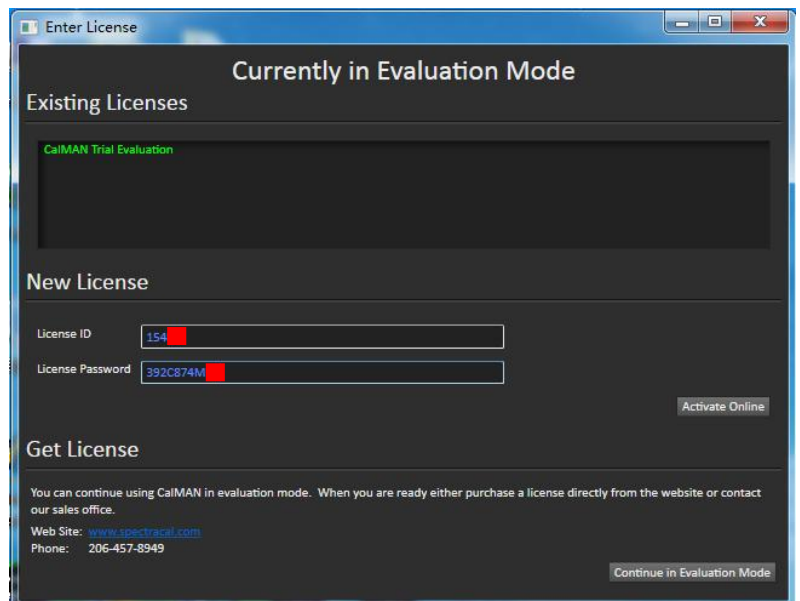 Enter License
Currently in Evaluation Mode
Existing Licenses
CalMAN Trial Evaluation
New License
License ID
154
License Password
392C874M
Activate Online
Get License
You can continue using CalMAN in evaluation mode.  When you are ready either purchase a license directly from the website or contact
our sales office.
Web Site: www.spectracal.com
Phone: 206-457-8949
Continue in Evaluation Mode